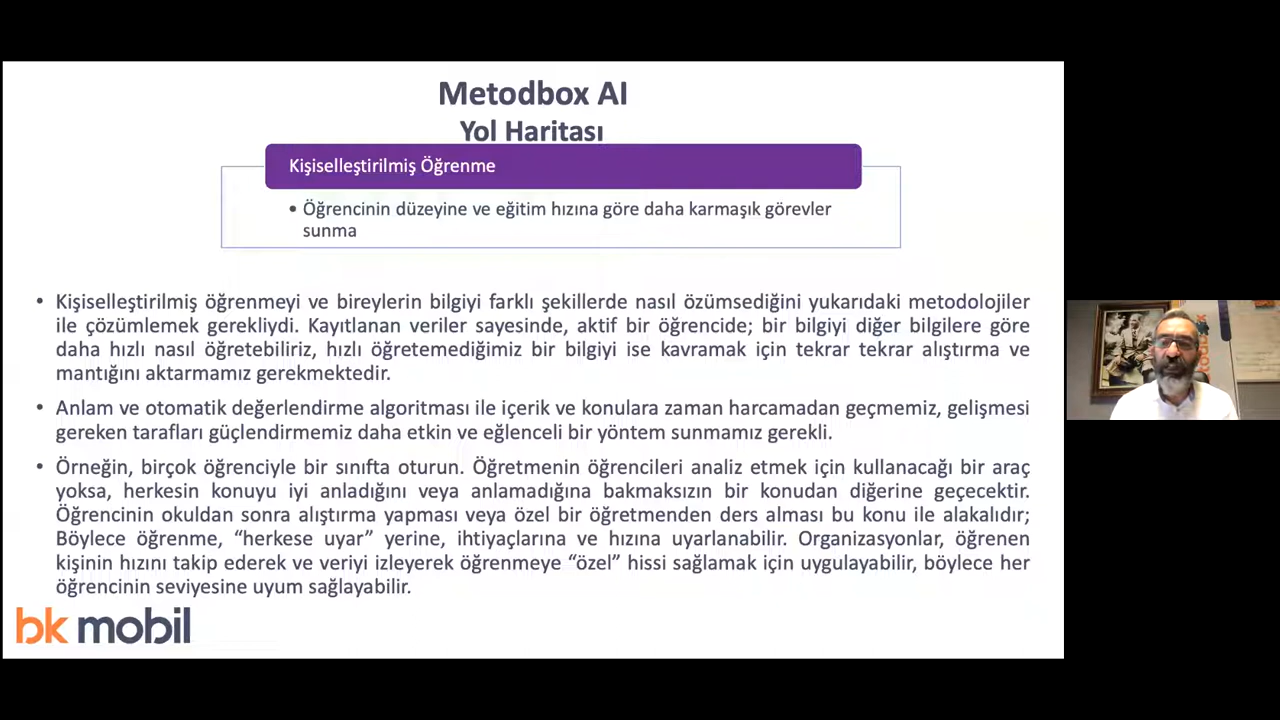 Metodbox AI
Yol Haritası
Kişiselleştirilmiş Öğrenme
• Öğrencinin düzeyine ve eğitim hızına göre daha karmaşık görevler
sunma
• Kişiselleştirilmiş öğrenmeyi ve bireylerin bilgiyi farklı şekillerde nasıl özümsediğini yukarıdaki metodolojiler
ile çözümlemek gerekliydi. Kayıtlanan veriler sayesinde, aktif bir öğrencide; bir bilgiyi diğer bilgilere göre
daha hızlı nasıl öğretebiliriz, hızlı öğretemediğimiz bir bilgiyi ise kavramak için tekrar tekrar alıştırma ve
mantığını aktarmamız gerekmektedir.
• Anlam ve otomatik değerlendirme algoritması ile içerik ve konulara zaman harcamadan geçmemiz, gelişmesi
gereken tarafları güçlendirmemiz daha etkin ve eğlenceli bir yöntem sunmamız gerekli.
• Örneğin, birçok öğrenciyle bir sınıfta oturun. Öğretmenin öğrencileri analiz etmek için kullanacağı bir araç
yoksa, herkesin konuyu iyi anladığını veya anlamadığına bakmaksızın bir konudan diğerine geçecektir.
Öğrencinin okuldan sonra alıştırma yapması veya özel bir öğretmenden ders alması bu konu ile alakalıdır;
Böylece öğrenme, “herkese uyar” yerine, ihtiyaçlarına ve hızına uyarlanabilir. Organizasyonlar, öğrenen
kişinin hızını takip ederek ve veriyi izleyerek öğrenmeye “özel” hissi sağlamak için uygulayabilir, böylece her
öğrencinin seviyesine uyum sağlayabilir.
bk mobil